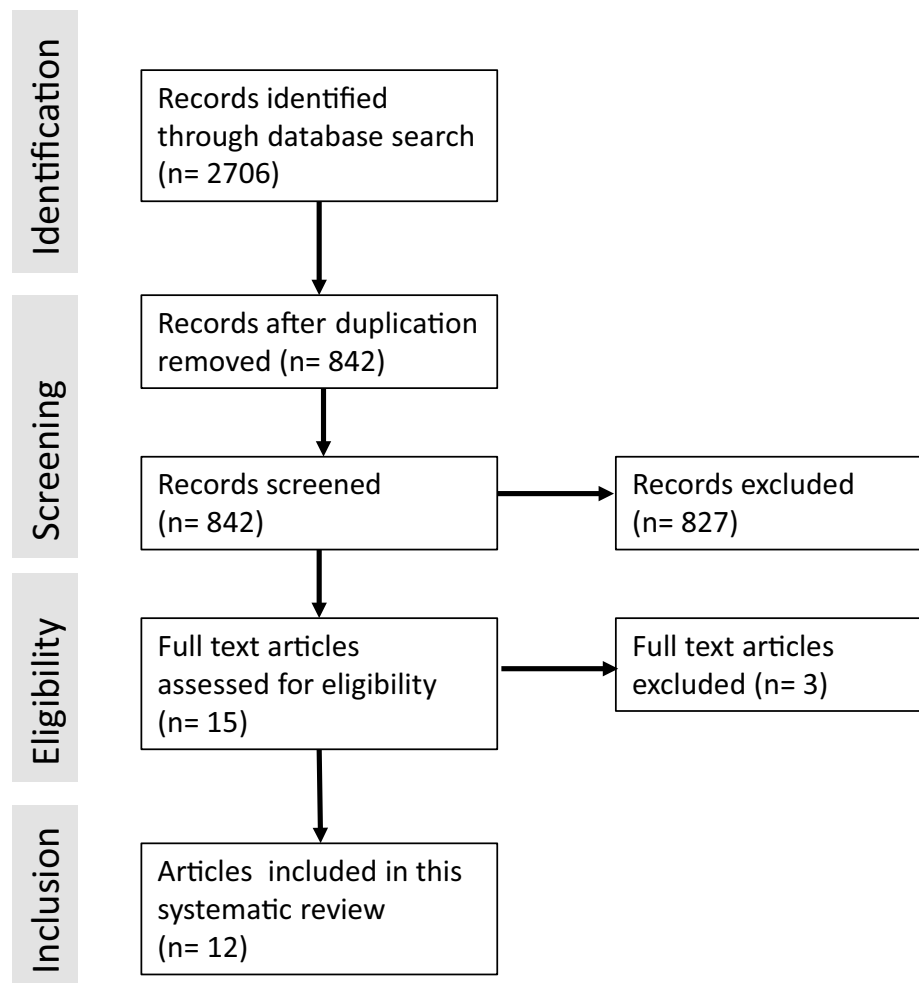 Identification
Records identified
through database search
(n= 2706)
Screening
Records after duplication
removed (n= 842)
Records screened
(n= 842)
Records excluded
(n= 827)
Eligibility
Full text articles
assessed for eligibility
(n= 15)
Full text articles
excluded (n= 3)
Inclusion
Articles  included in this
systematic review
(n= 12)